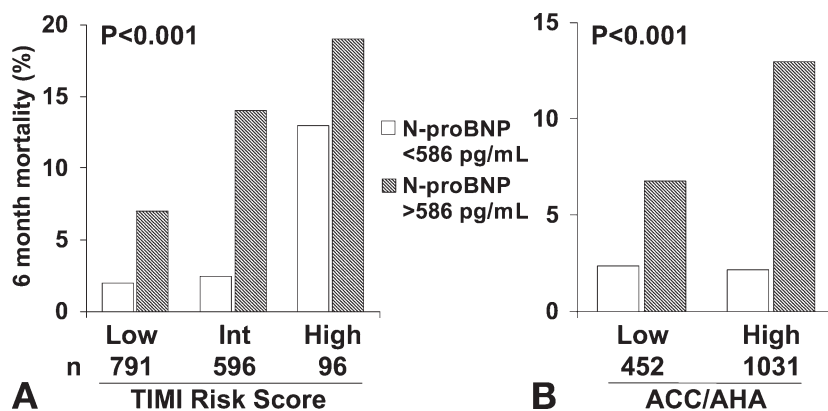 20
15
10
5
0
6 month mortality (%)
P<0.001
N-proBNP
<586 pg/mL
N-proBNP
>586 pg/mL
Low Int High
n 791 596 96
A TIMI Risk Score
15
10
5
0
P<0.001
Low High
452 1031
B ACC/AHA